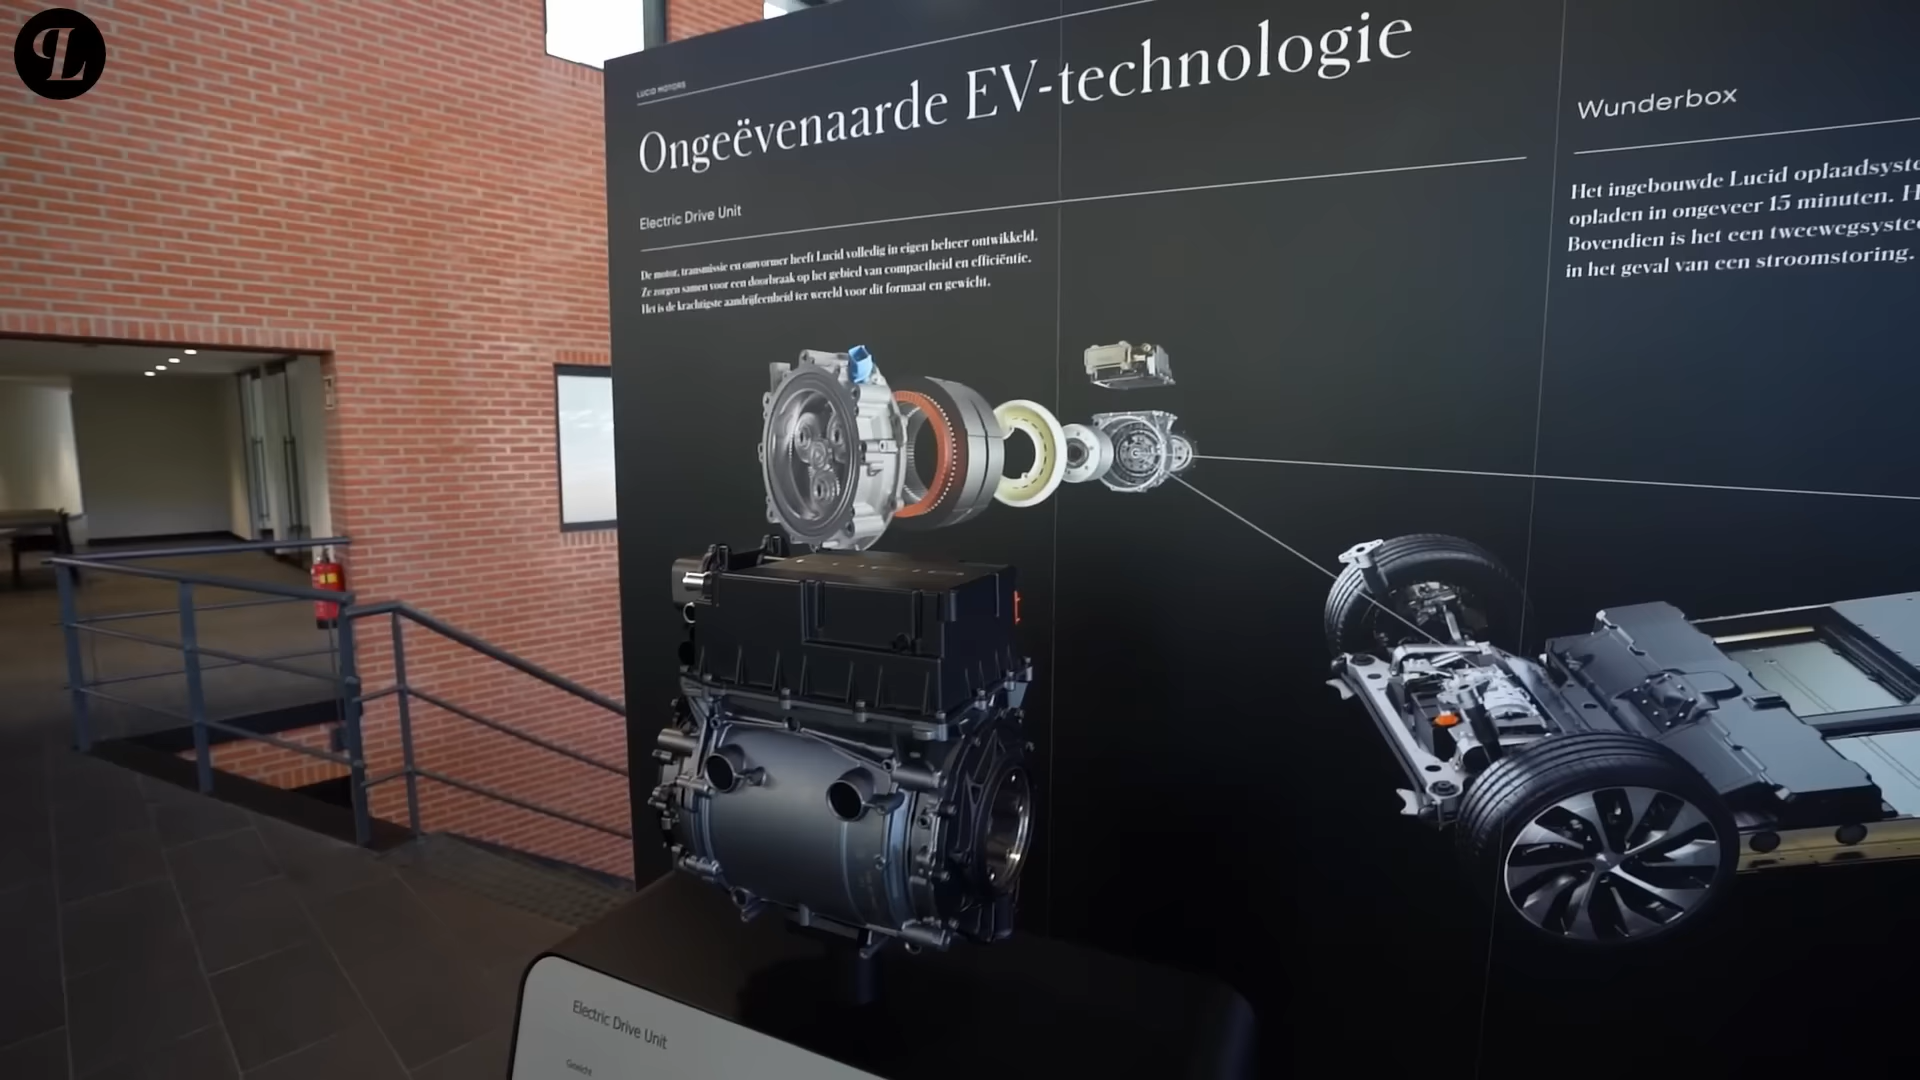 L
LUCID MOTORS
Ongeëvenaarde EV-technologie
Electric Drive Unit
De motor, transmissie en omvormer heeft Lucid volledig in eigen beheer ontwikkeld.
Ze zorgen samen voor een doorbraak op het gebied van compactheid en efficiëntie.
Het is de krachtigste aandrijfeenheid ter wereld voor dit formaat en gewicht.
Wunderbox
Het ingebouwde Lucid oplaadsyste
opladen in ongeveer 15 minuten. H
Bovendien is het een tweewegsystee
in het geval van een stroomstoring.
Electric Drive Unit
Gewicht